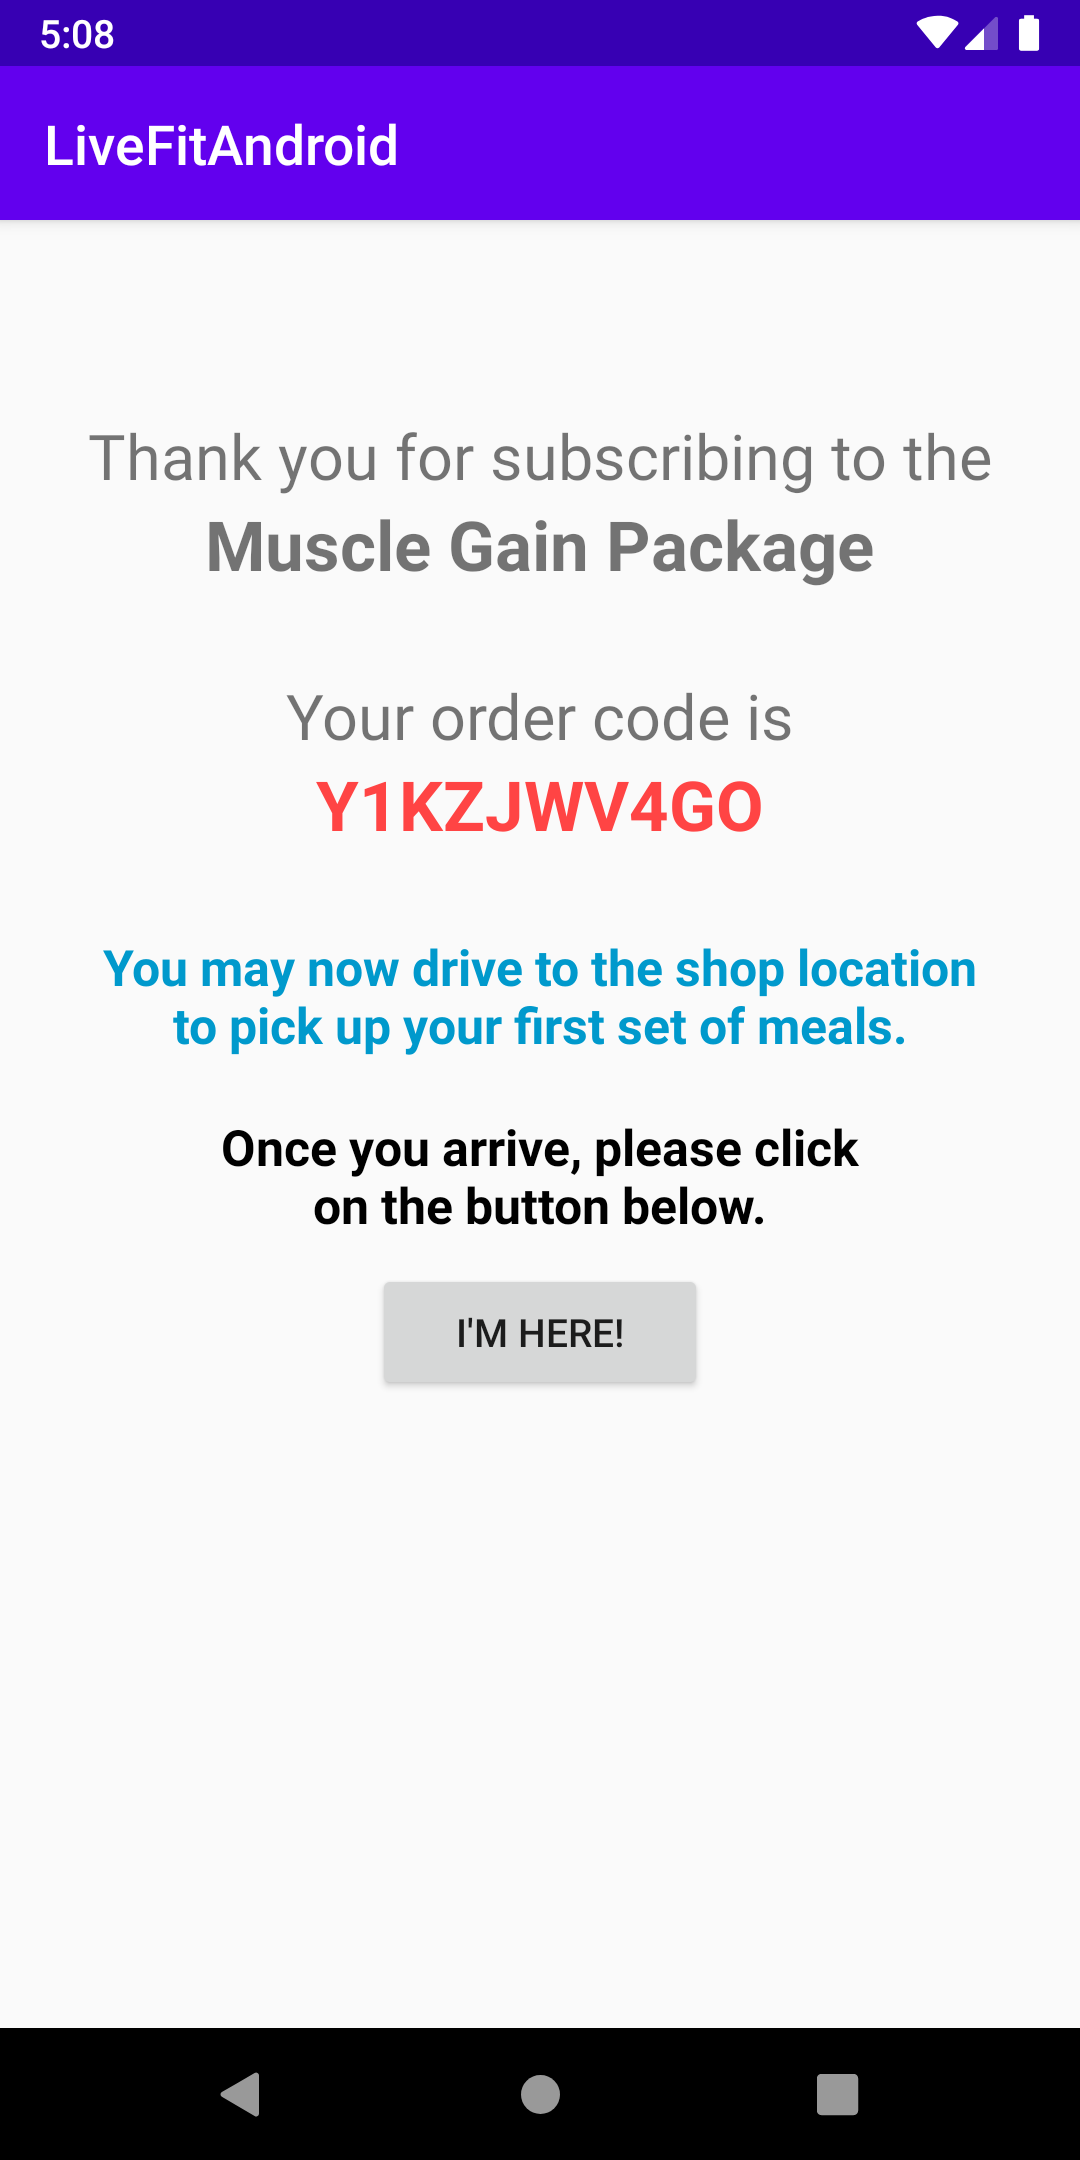 5:08
LiveFitAndroid
Thank you for subscribing to the
Muscle Gain Package
Your order code is
Y1KZJWV4GO
You may now drive to the shop location
to pick up your first set of meals.
Once you arrive, please click
on the button below.
I'M HERE!